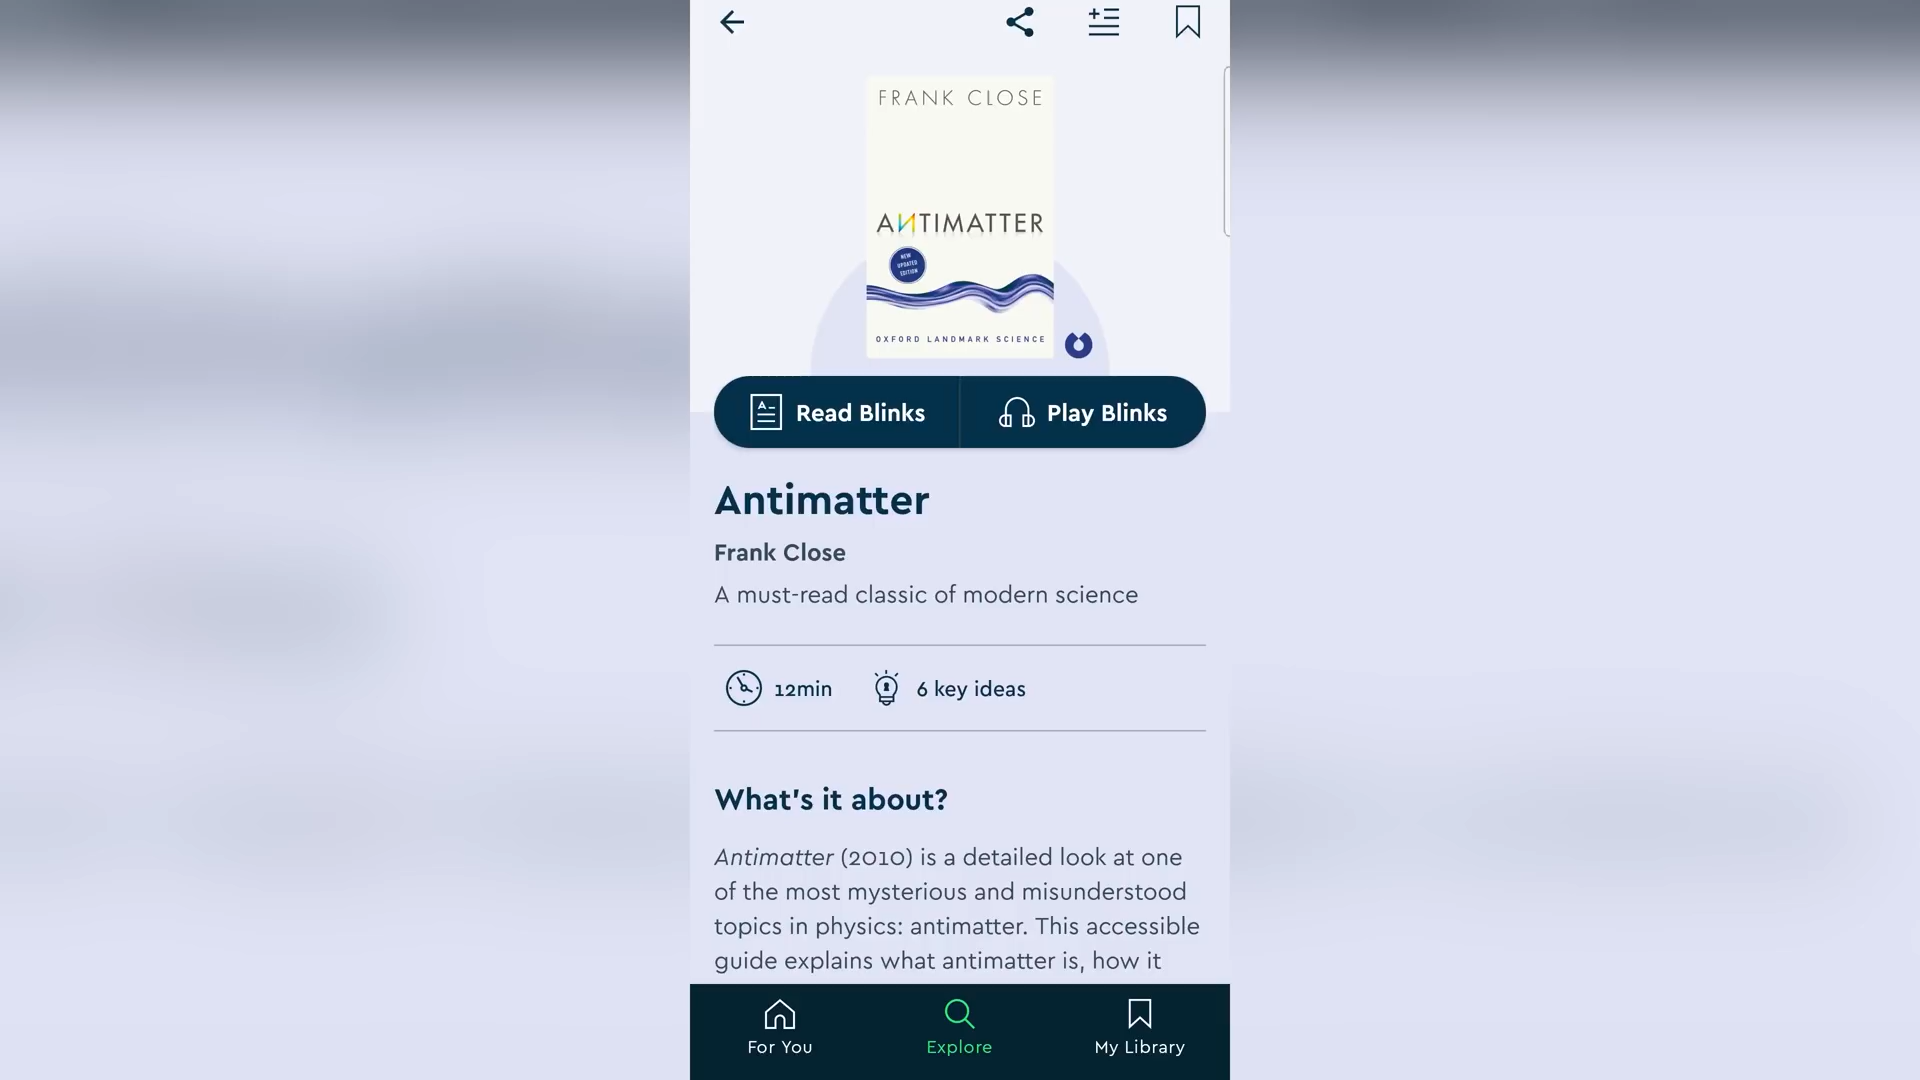 FRANK CLOSE
ANTIMATTER
NEW
UPDATED
EDITION
OXFORD LANDMARK SCIENCE
Read Blinks
Play Blinks
Antimatter
Frank Close
A must-read classic of modern science
12min
6 key ideas
What's it about?
Antimatter (2010) is a detailed look at one
of the most mysterious and misunderstood
topics in physics: antimatter. This accessible
guide explains what antimatter is, how it
For You
Explore
My Library